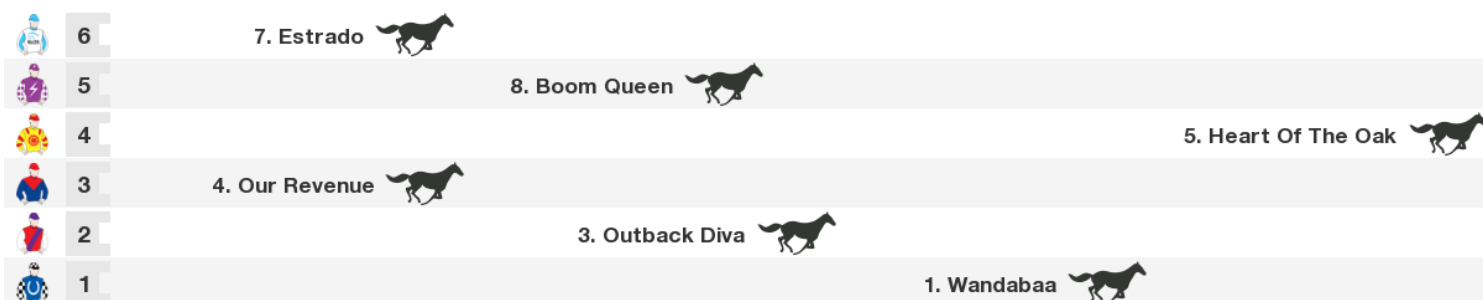 6 7. Estrado
5 8. Boom Queen
4 5. Heart Of The Oak
3 4. Our Revenue
2 3. Outback Diva
1 1. Wandabaa